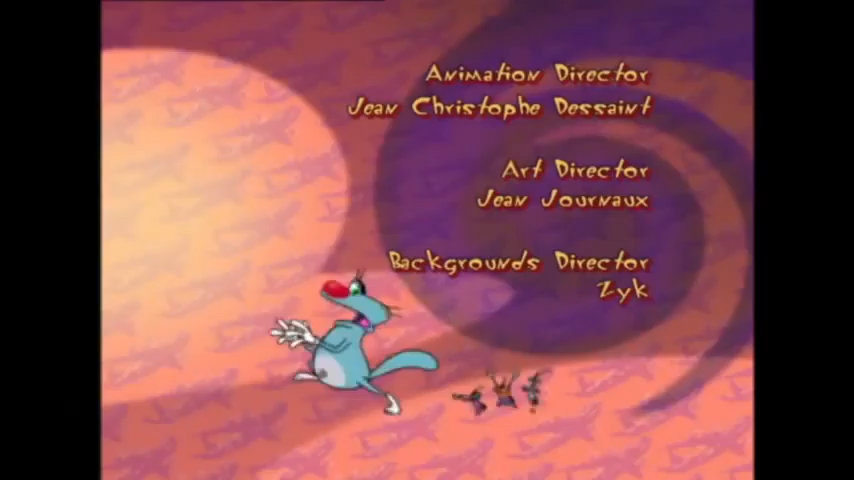 Animation Director
Jean Christophe Dessaint
Art Director
Jean Journaux
Backgrounds Director
Zyk